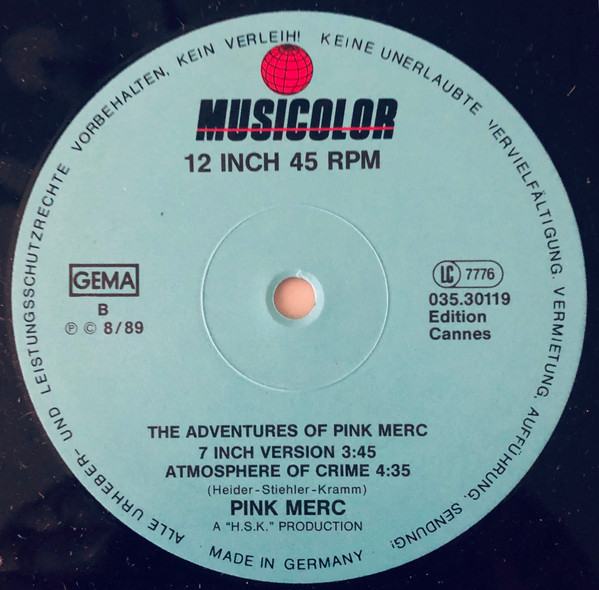 ALLE URHEBER- UND LEISTUNGSSCHUTZRECHTE VORBEHALTEN, KEIN VERLEIH! KEINE UNERLAUBTE VERVIELFÄLTIGUNG, VERMIETUNG, AUFFÜHRUNG, SENDUNG!
MUSICOLOR
12 INCH 45 RPM
GEMA
B
℗ © 8/89
LC 7776
035.30119
Edition
Cannes
THE ADVENTURES OF PINK MERC
7 INCH VERSION 3:45
ATMOSPHERE OF CRIME 4:35
(Heider-Stiehler-Kramm)
PINK MERC
A "H.S.K." PRODUCTION
MADE IN GERMANY